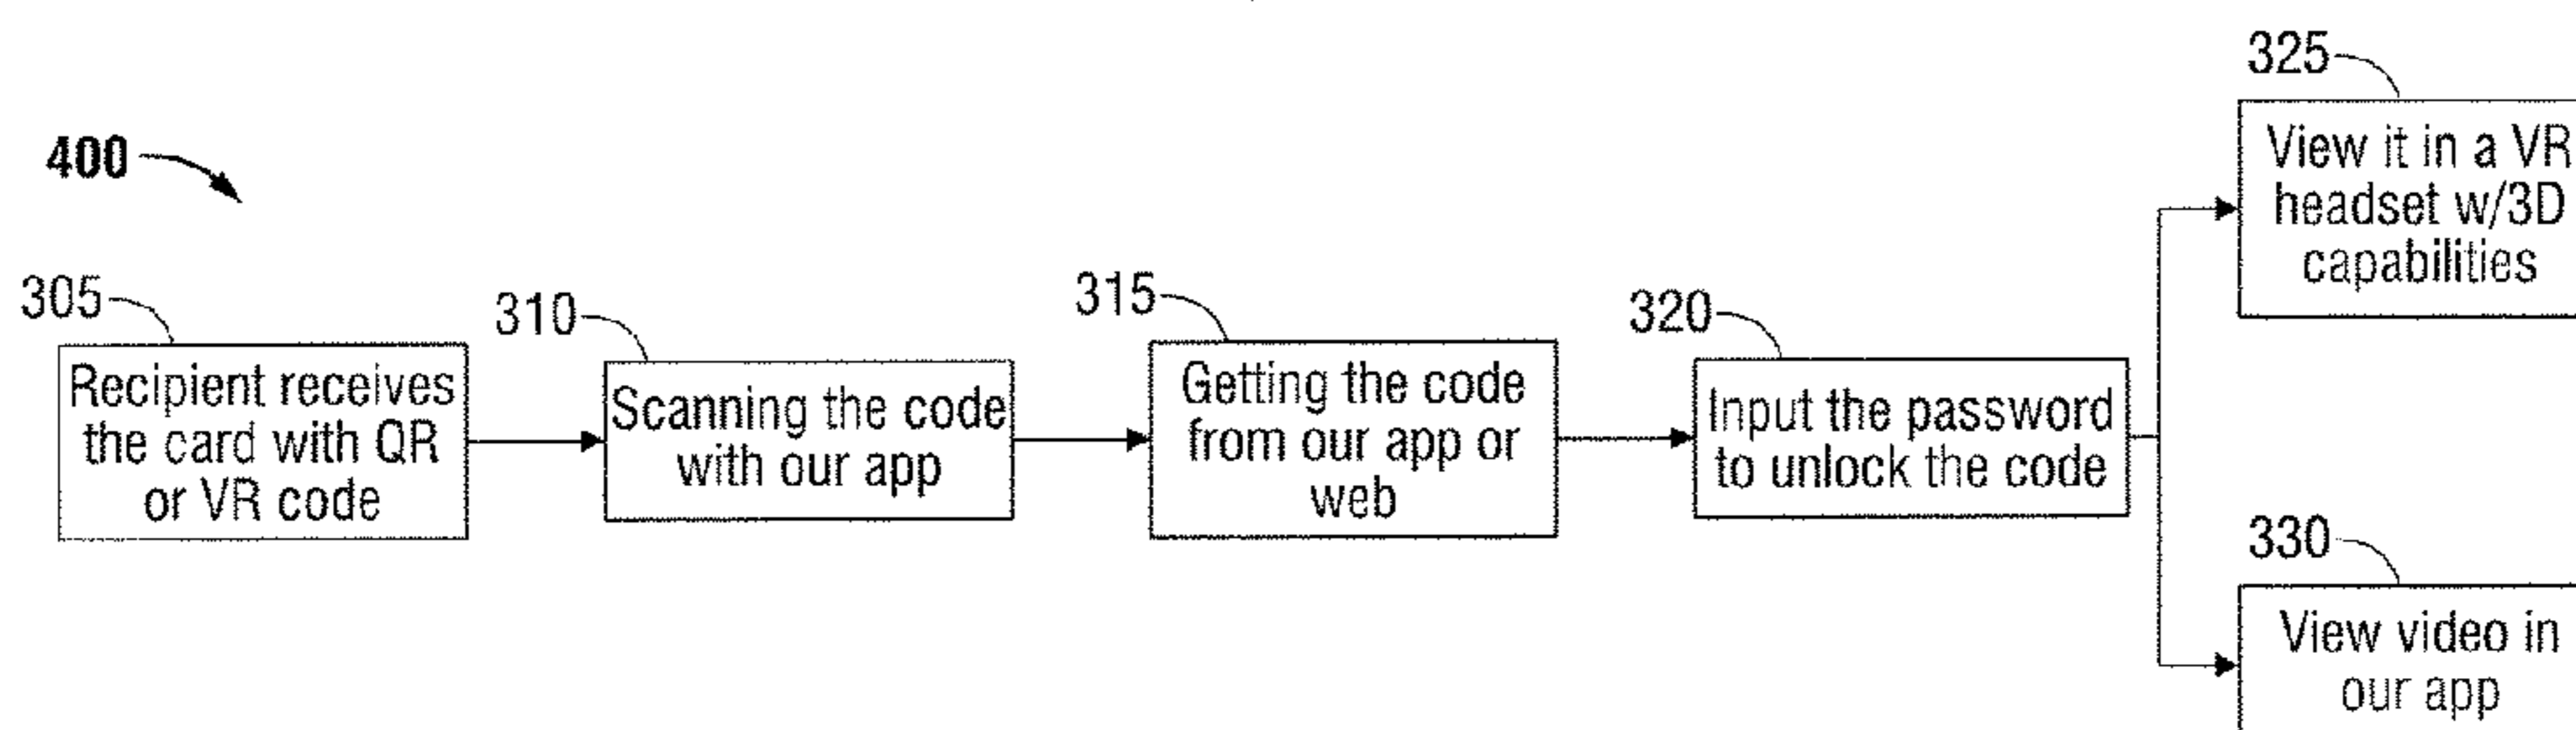 400
305
Recipient receives
the card with QR
or VR code
310
Scanning the code
with our app
315
Getting the code
from our app or
web
320
Input the password
to unlock the code
325
View it in a VR
headset w/3D
capabilities
330
View video in
our app